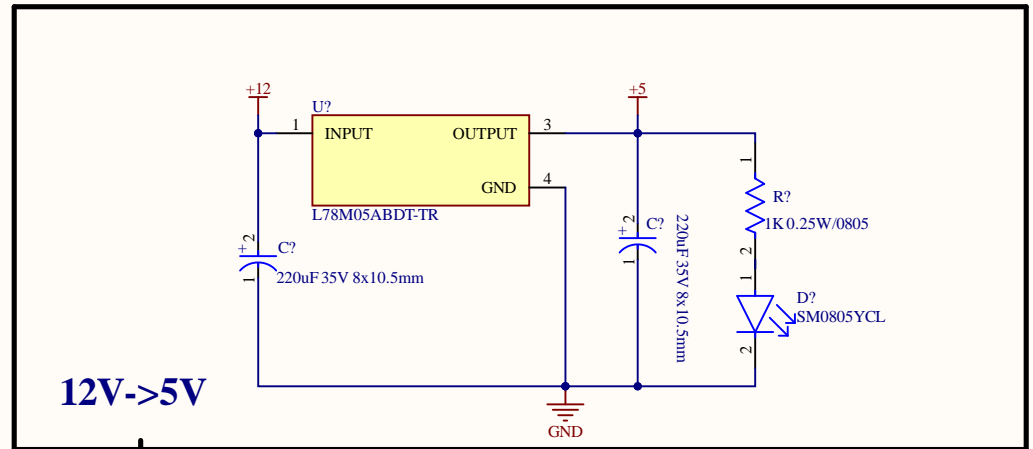 +12
+5
U?
1
INPUT
OUTPUT
3
GND
4
L78M05ABDT-TR
1
R?
1K 0.25W/0805
2
+
2
C?
1
220uF 35V 8x10.5mm
+
2
C?
1
220uF 35V 8x10.5mm
1
D?
SM0805YCL
2
12V->5V
GND